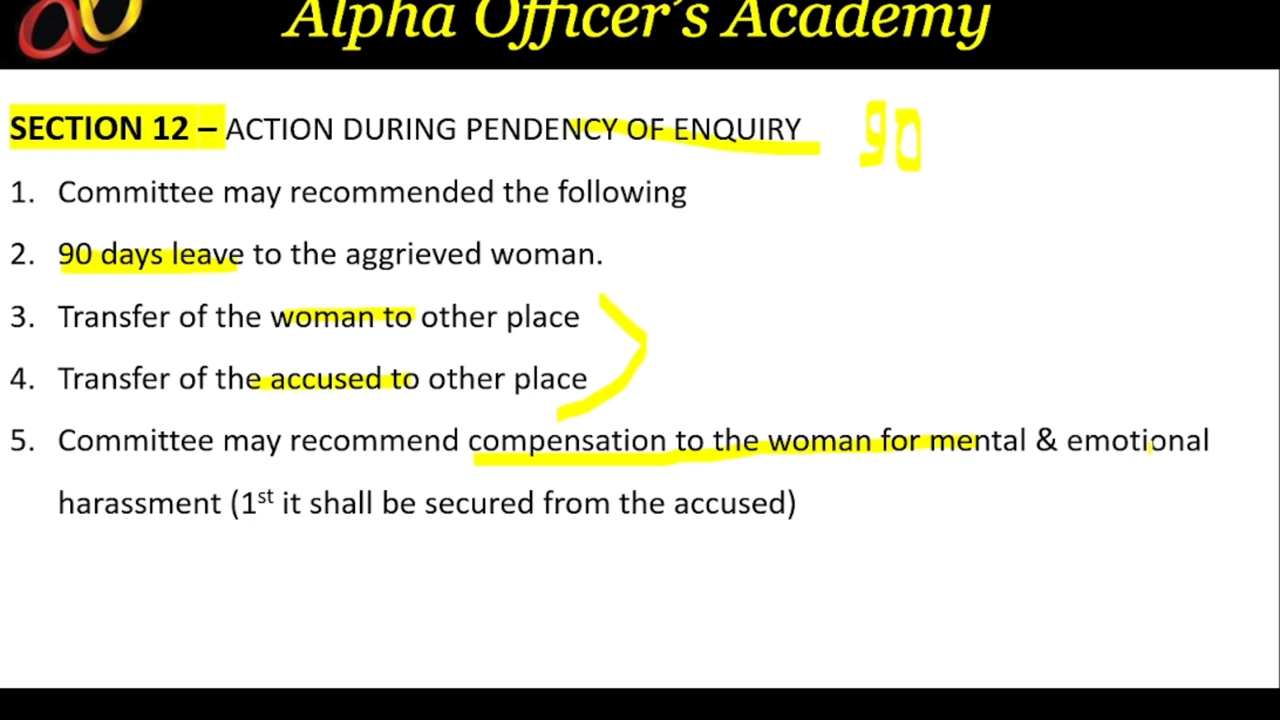 Alpha Officer's Academy
SECTION 12 – ACTION DURING PENDENCY OF ENQUIRY 90
1. Committee may recommended the following
2. 90 days leave to the aggrieved woman.
3. Transfer of the woman to other place
4. Transfer of the accused to other place
5. Committee may recommend compensation to the woman for mental & emotional
harassment (1st it shall be secured from the accused)